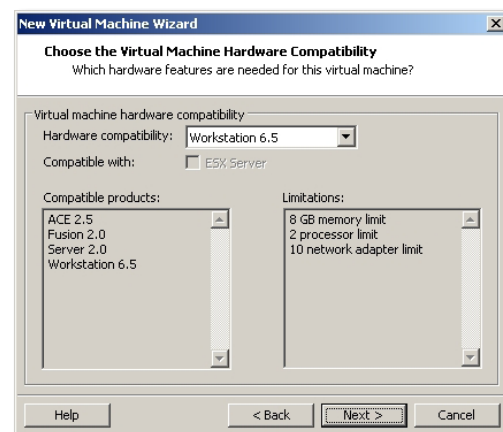 New Virtual Machine Wizard
Choose the Virtual Machine Hardware Compatibility
Which hardware features are needed for this virtual machine?
Virtual machine hardware compatibility
Hardware compatibility: Workstation 6.5
Compatible with: ESX Server
Compatible products:
ACE 2.5
Fusion 2.0
Server 2.0
Workstation 6.5
Limitations:
8 GB memory limit
2 processor limit
10 network adapter limit
Help < Back Next > Cancel